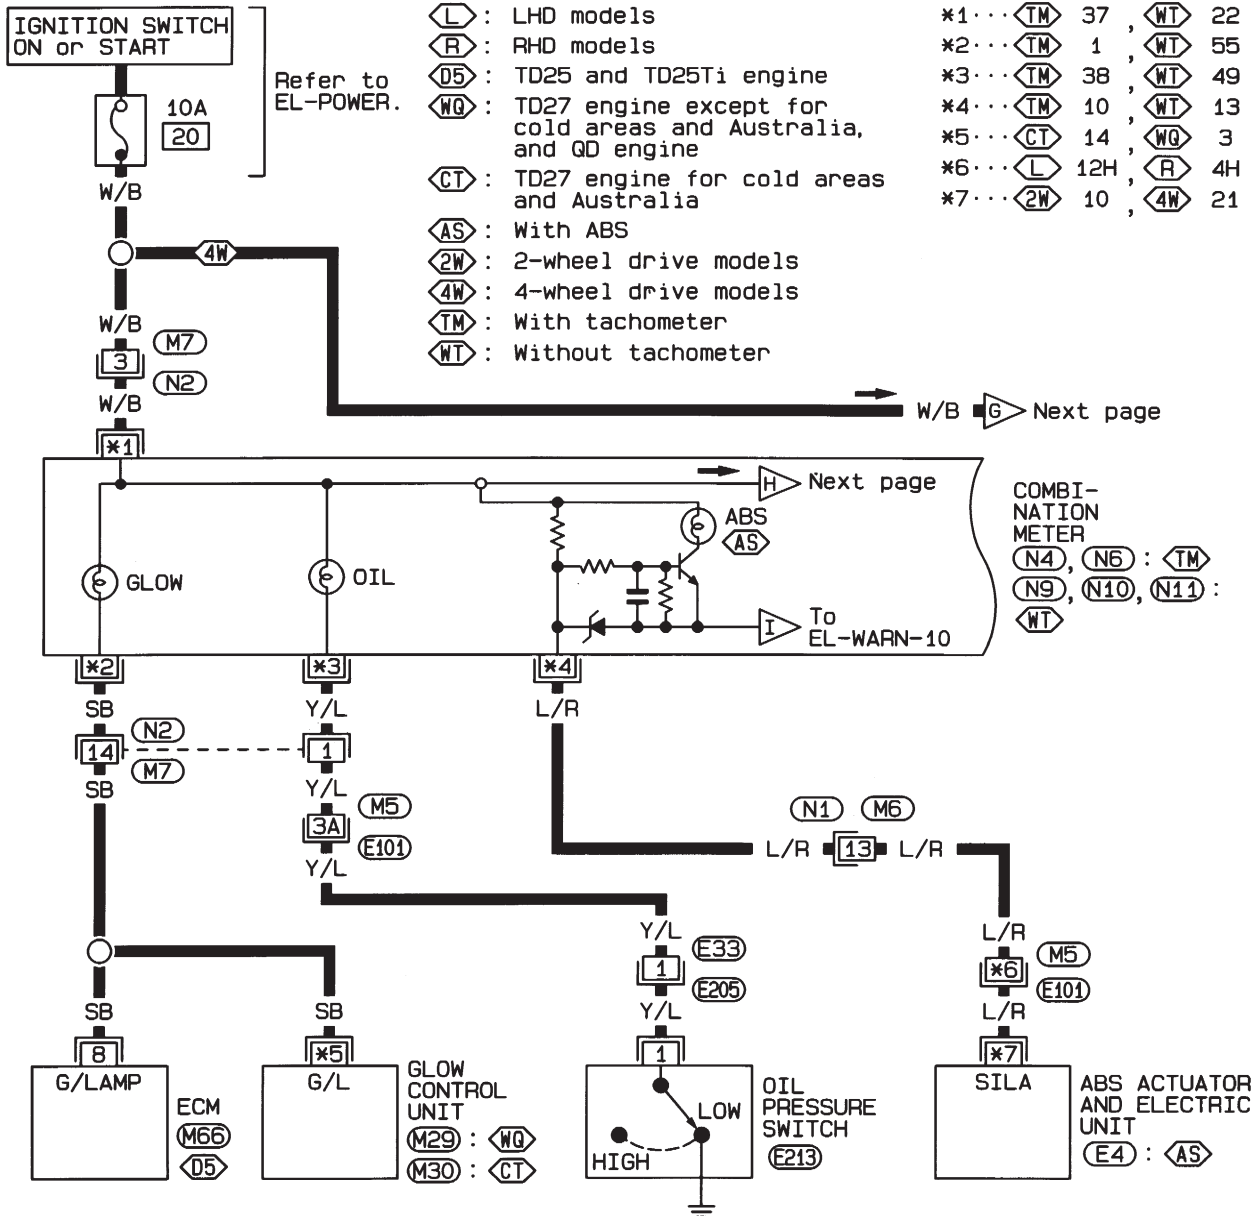 IGNITION SWITCH
ON or START
Refer to
EL-POWER.
10A
20
W/B
4W
W/B
M7
3
N2
W/B
*1
L : LHD models
R : RHD models
D5 : TD25 and TD25Ti engine
WQ : TD27 engine except for
cold areas and Australia,
and QD engine
CT : TD27 engine for cold areas
and Australia
AS : With ABS
2W : 2-wheel drive models
4W : 4-wheel drive models
TM : With tachometer
WT : Without tachometer
*1··· TM 37 , WT 22
*2··· TM 1 , WT 55
*3··· TM 38 , WT 49
*4··· TM 10 , WT 13
*5··· CT 14 , WQ 3
*6··· L 12H , R 4H
*7··· 2W 10 , 4W 21
W/B G Next page
H Next page
ABS
AS
GLOW
OIL
I To
EL-WARN-10
COMBI-
NATION
METER
N4 , N6 : TM
N9 , N10 , N11 :
WT
*2
*3
*4
SB
Y/L
L/R
N2
14
1
M7
SB
Y/L
M5
3A
E101
Y/L
N1 M6
L/R 13 L/R
Y/L
E33
1
E205
Y/L
L/R
M5
*6
E101
L/R
SB
SB
8
*5
1
*7
G/LAMP
ECM
M66
D5
G/L
GLOW
CONTROL
UNIT
M29 : WQ
M30 : CT
LOW
HIGH
OIL
PRESSURE
SWITCH
E213
SILA
ABS ACTUATOR
AND ELECTRIC
UNIT
E4 : AS